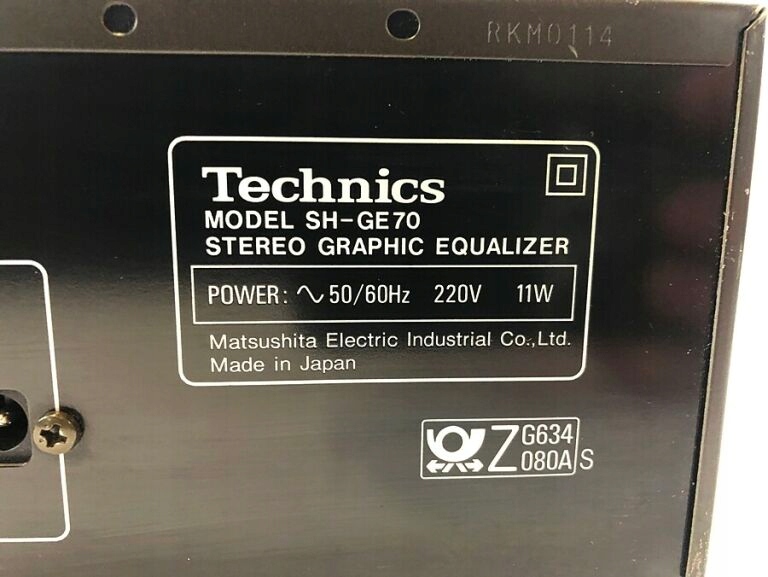 RKM0114
Technics
MODEL SH-GE70
STEREO GRAPHIC EQUALIZER
POWER: ∿ 50/60Hz 220V 11W
Matsushita Electric Industrial Co.,Ltd.
Made in Japan
Z G634 080A S